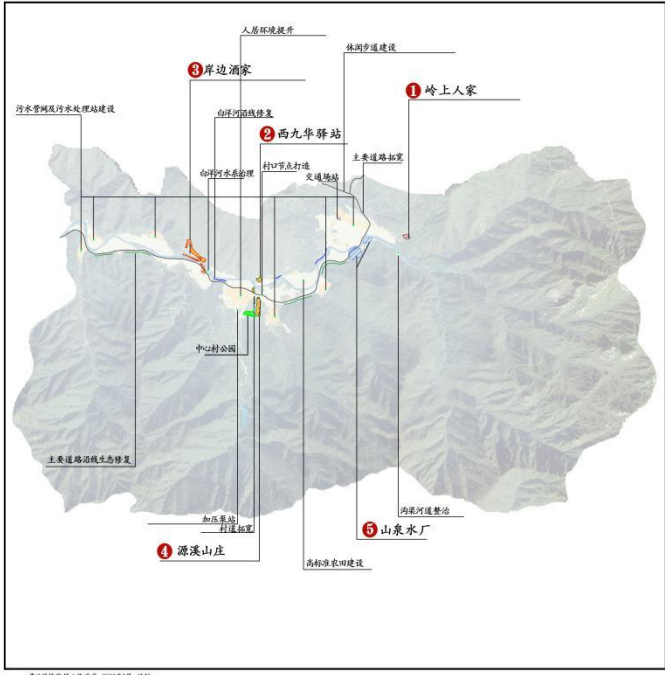 人居环境提升
休闲步道建设
③岸边酒家
①岭上人家
污水管网及污水处理站建设
白洋河沿线修复
②西九华驿站
主要道路拓宽
白洋河水系治理
村口节点打造
交通场站
中心村公园
主要道路沿线生态修复
沟渠河道整治
加压泵站
村道拓宽
⑤山泉水厂
④源溪山庄
高标准农田建设